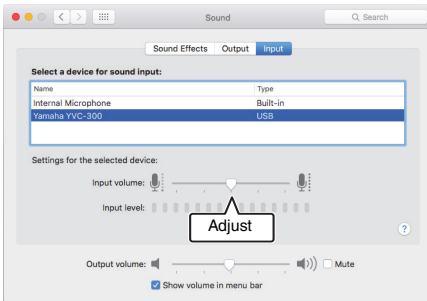 Sound
Search
Sound Effects Output Input
Select a device for sound input:
Name Type
Internal Microphone Built-in
Yamaha YVC-300 USB
Settings for the selected device:
Input volume:
Input level:
Adjust
?
Output volume: Mute
Show volume in menu bar